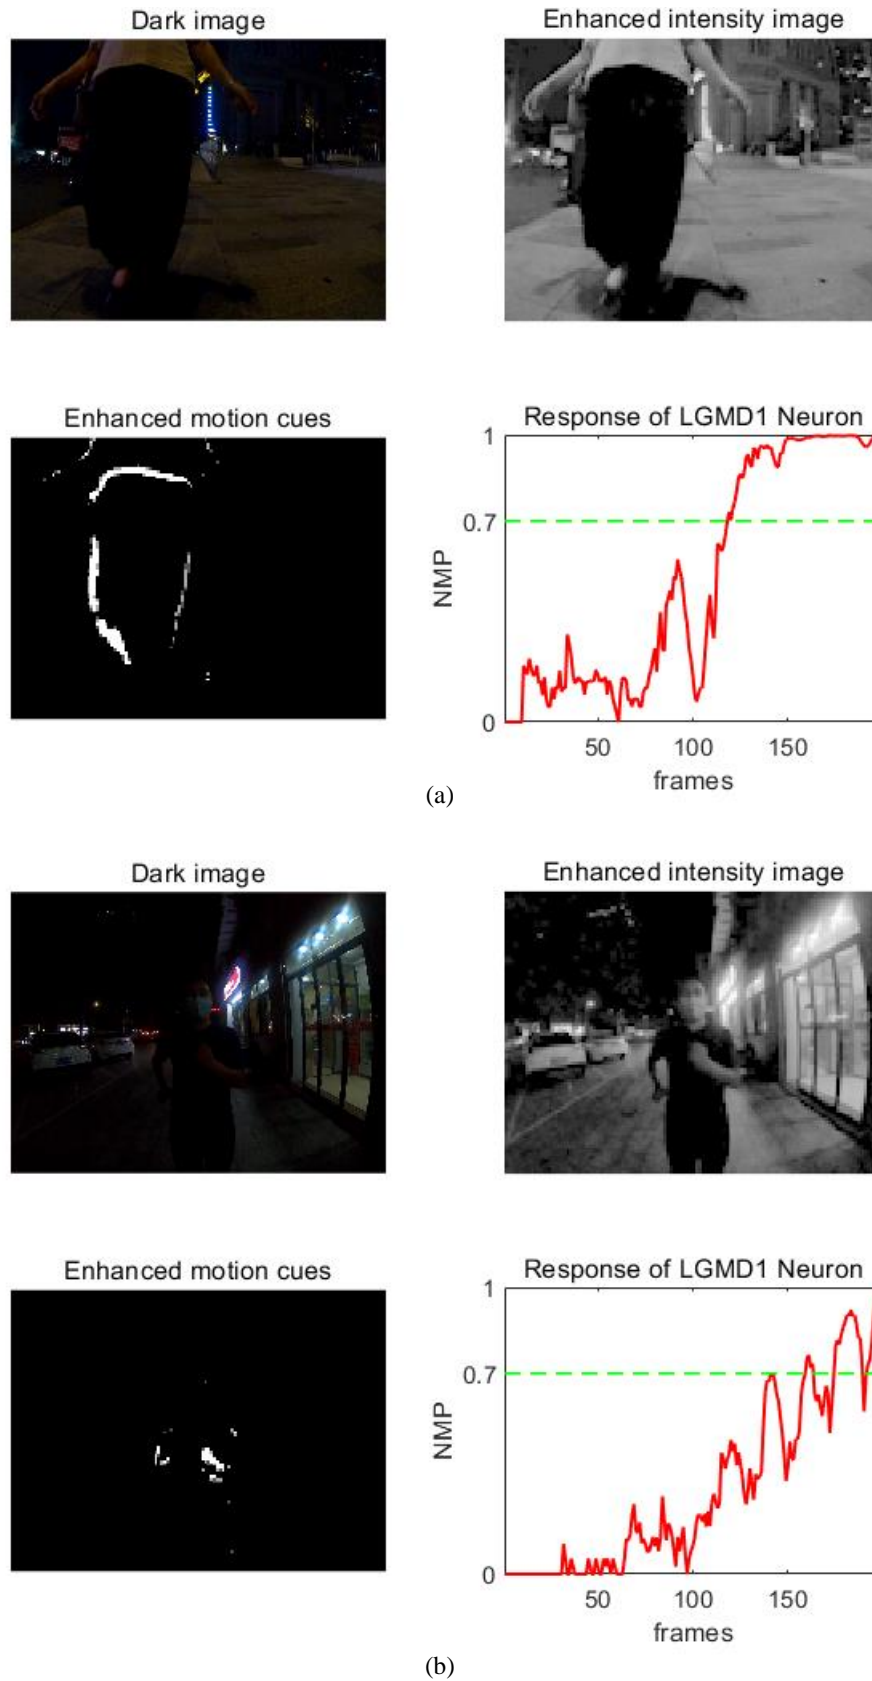 Dark image
Enhanced intensity image
Enhanced motion cues
Response of LGMD1 Neuron
1
0.7
NMP
0
50
100
150
frames
(a)
Dark image
Enhanced intensity image
Enhanced motion cues
Response of LGMD1 Neuron
1
0.7
NMP
0
50
100
150
frames
(b)